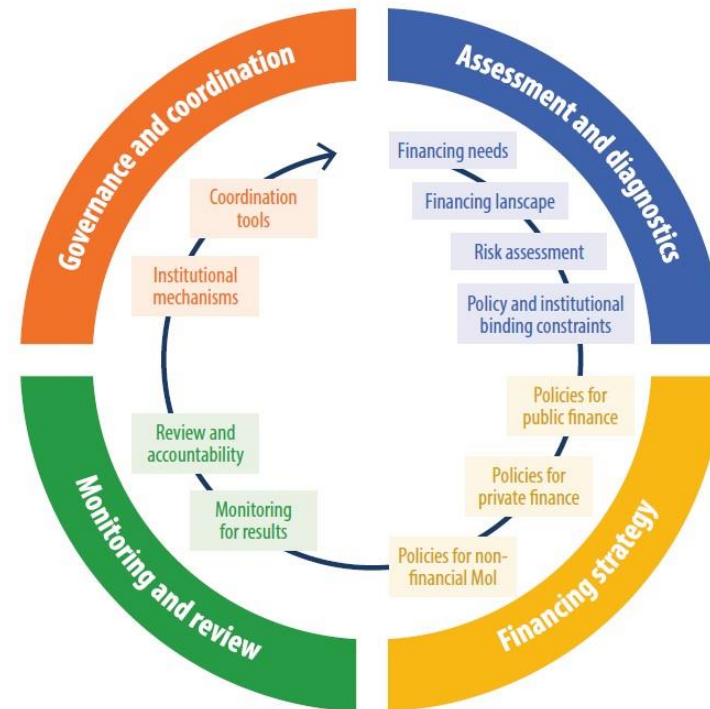 Governance and coordination
Assessment and diagnostics
Financing needs
Financing lanscape
Risk assessment
Policy and institutional
binding constraints
Policies for
public finance
Policies for
private finance
Policies for non-
financial MoI
Financing strategy
Monitoring and review
Monitoring
for results
Review and
accountability
Institutional
mechanisms
Coordination
tools